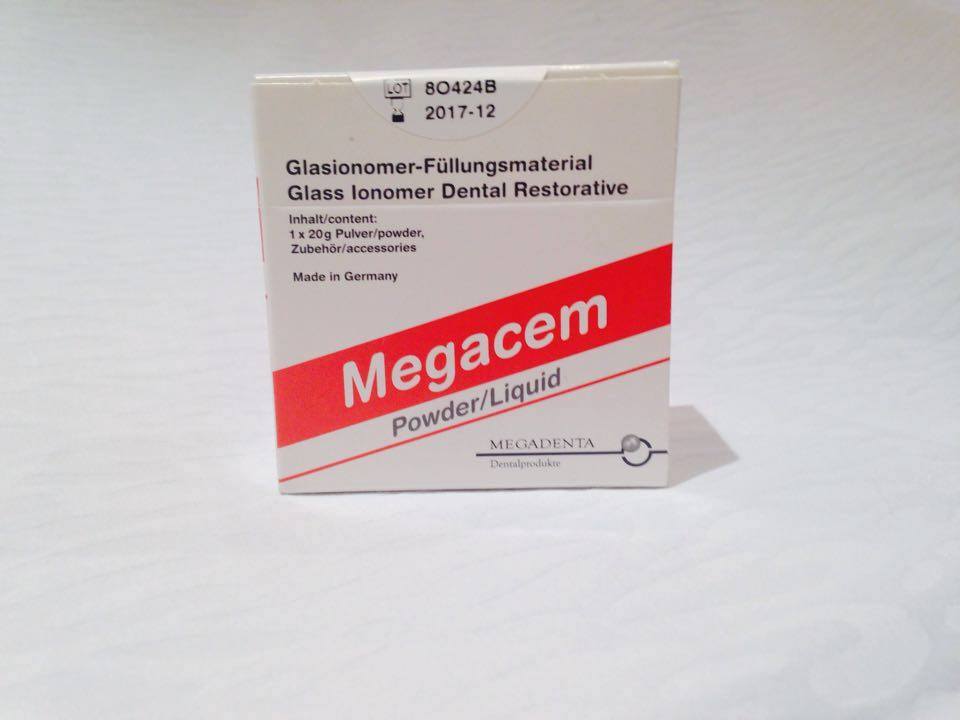 LOT 80424B
2017-12
Glasionomer-Füllungsmaterial
Glass Ionomer Dental Restorative
Inhalt/content:
1 x 20g Pulver/powder,
Zubehör/accessories
Made in Germany
Megacem
Powder/Liquid
MEGADENTA
Dentalprodukte